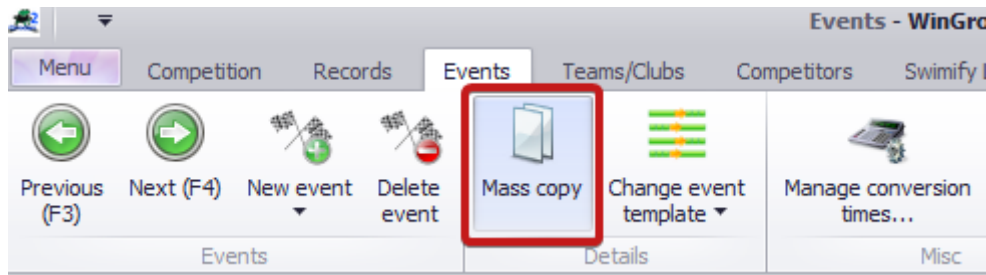 Events - WinGro
Menu Competition Records Events Teams/Clubs Competitors Swimify
Previous (F3)
Next (F4)
New event
Delete event
Mass copy
Change event template
Manage conversion times...
Events Details Misc